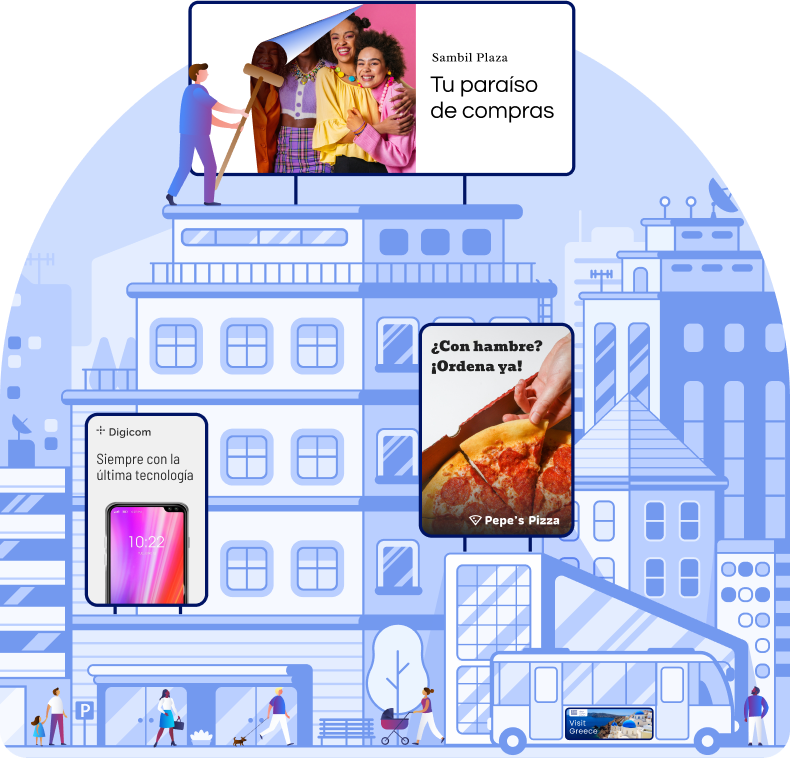 Sambil Plaza
Tu paraíso
de compras
¿Con hambre?
¡Ordena ya!
Pepe's Pizza
Digicom
Siempre con la
última tecnología
10:22
P
Visit
Greece